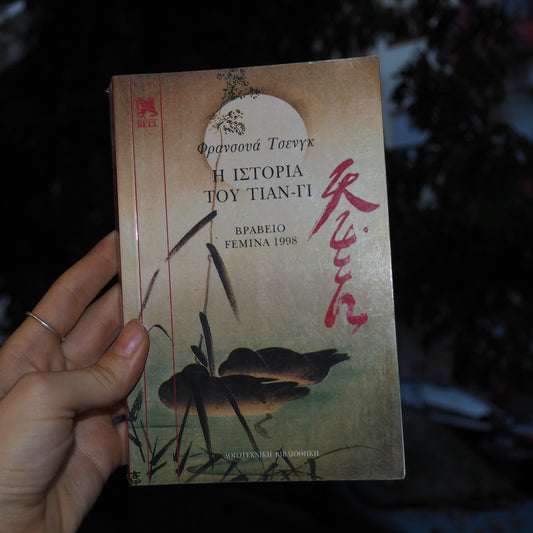 BELL
Φρανσουά Τσενγκ
Η ΙΣΤΟΡΙΑ
ΤΟΥ ΤΙΑΝ-ΓΙ
ΒΡΑΒΕΙΟ
FEMINA 1998
ΛΟΓΟΤΕΧΝΙΚΗ ΒΙΒΛΙΟΘΗΚΗ